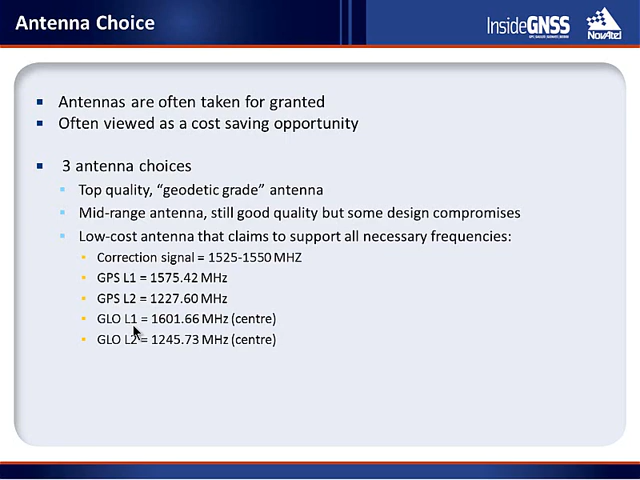 Antenna Choice
InsideGNSS
NovAtel
Antennas are often taken for granted
Often viewed as a cost saving opportunity
3 antenna choices
Top quality, “geodetic grade” antenna
Mid-range antenna, still good quality but some design compromises
Low-cost antenna that claims to support all necessary frequencies:
Correction signal = 1525-1550 MHZ
GPS L1 = 1575.42 MHz
GPS L2 = 1227.60 MHz
GLO L1 = 1601.66 MHz (centre)
GLO L2 = 1245.73 MHz (centre)